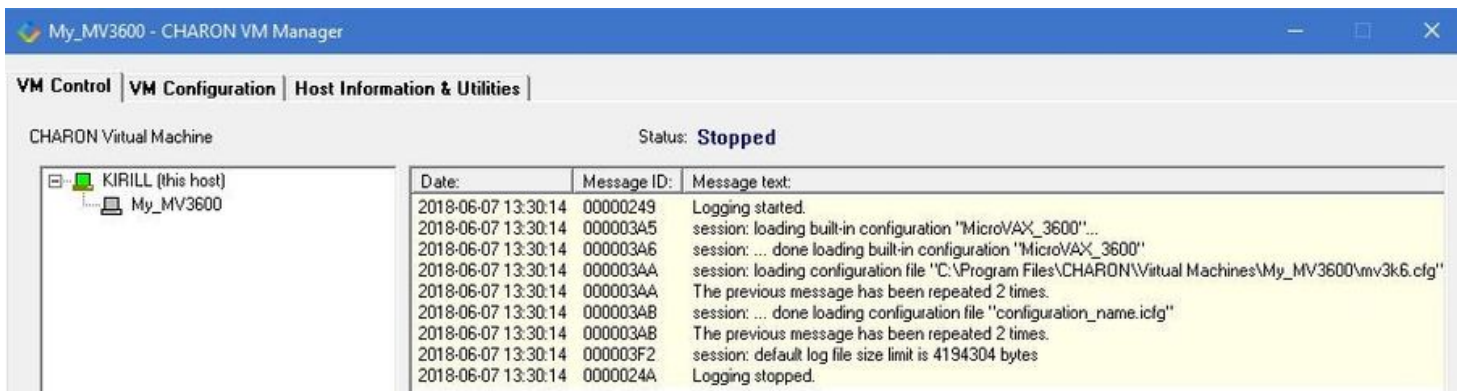 My_MV3600 - CHARON VM Manager
VM Control VM Configuration Host Information & Utilities
CHARON Virtual Machine Status: Stopped
KIRILL (this host)
My_MV3600
Date: Message ID: Message text:
2018-06-07 13:30:14 00000249 Logging started.
2018-06-07 13:30:14 000003A5 session: loading built-in configuration "MicroVAX_3600"...
2018-06-07 13:30:14 000003A6 session: ... done loading built-in configuration "MicroVAX_3600"
2018-06-07 13:30:14 000003AA session: loading configuration file "C:\Program Files\CHARON\Virtual Machines\My_MV3600\mv3k6.cfg"
2018-06-07 13:30:14 000003AA The previous message has been repeated 2 times.
2018-06-07 13:30:14 000003AB session: ... done loading configuration file "configuration_name.icfg"
2018-06-07 13:30:14 000003AB The previous message has been repeated 2 times.
2018-06-07 13:30:14 000003F2 session: default log file size limit is 4194304 bytes
2018-06-07 13:30:14 0000024A Logging stopped.